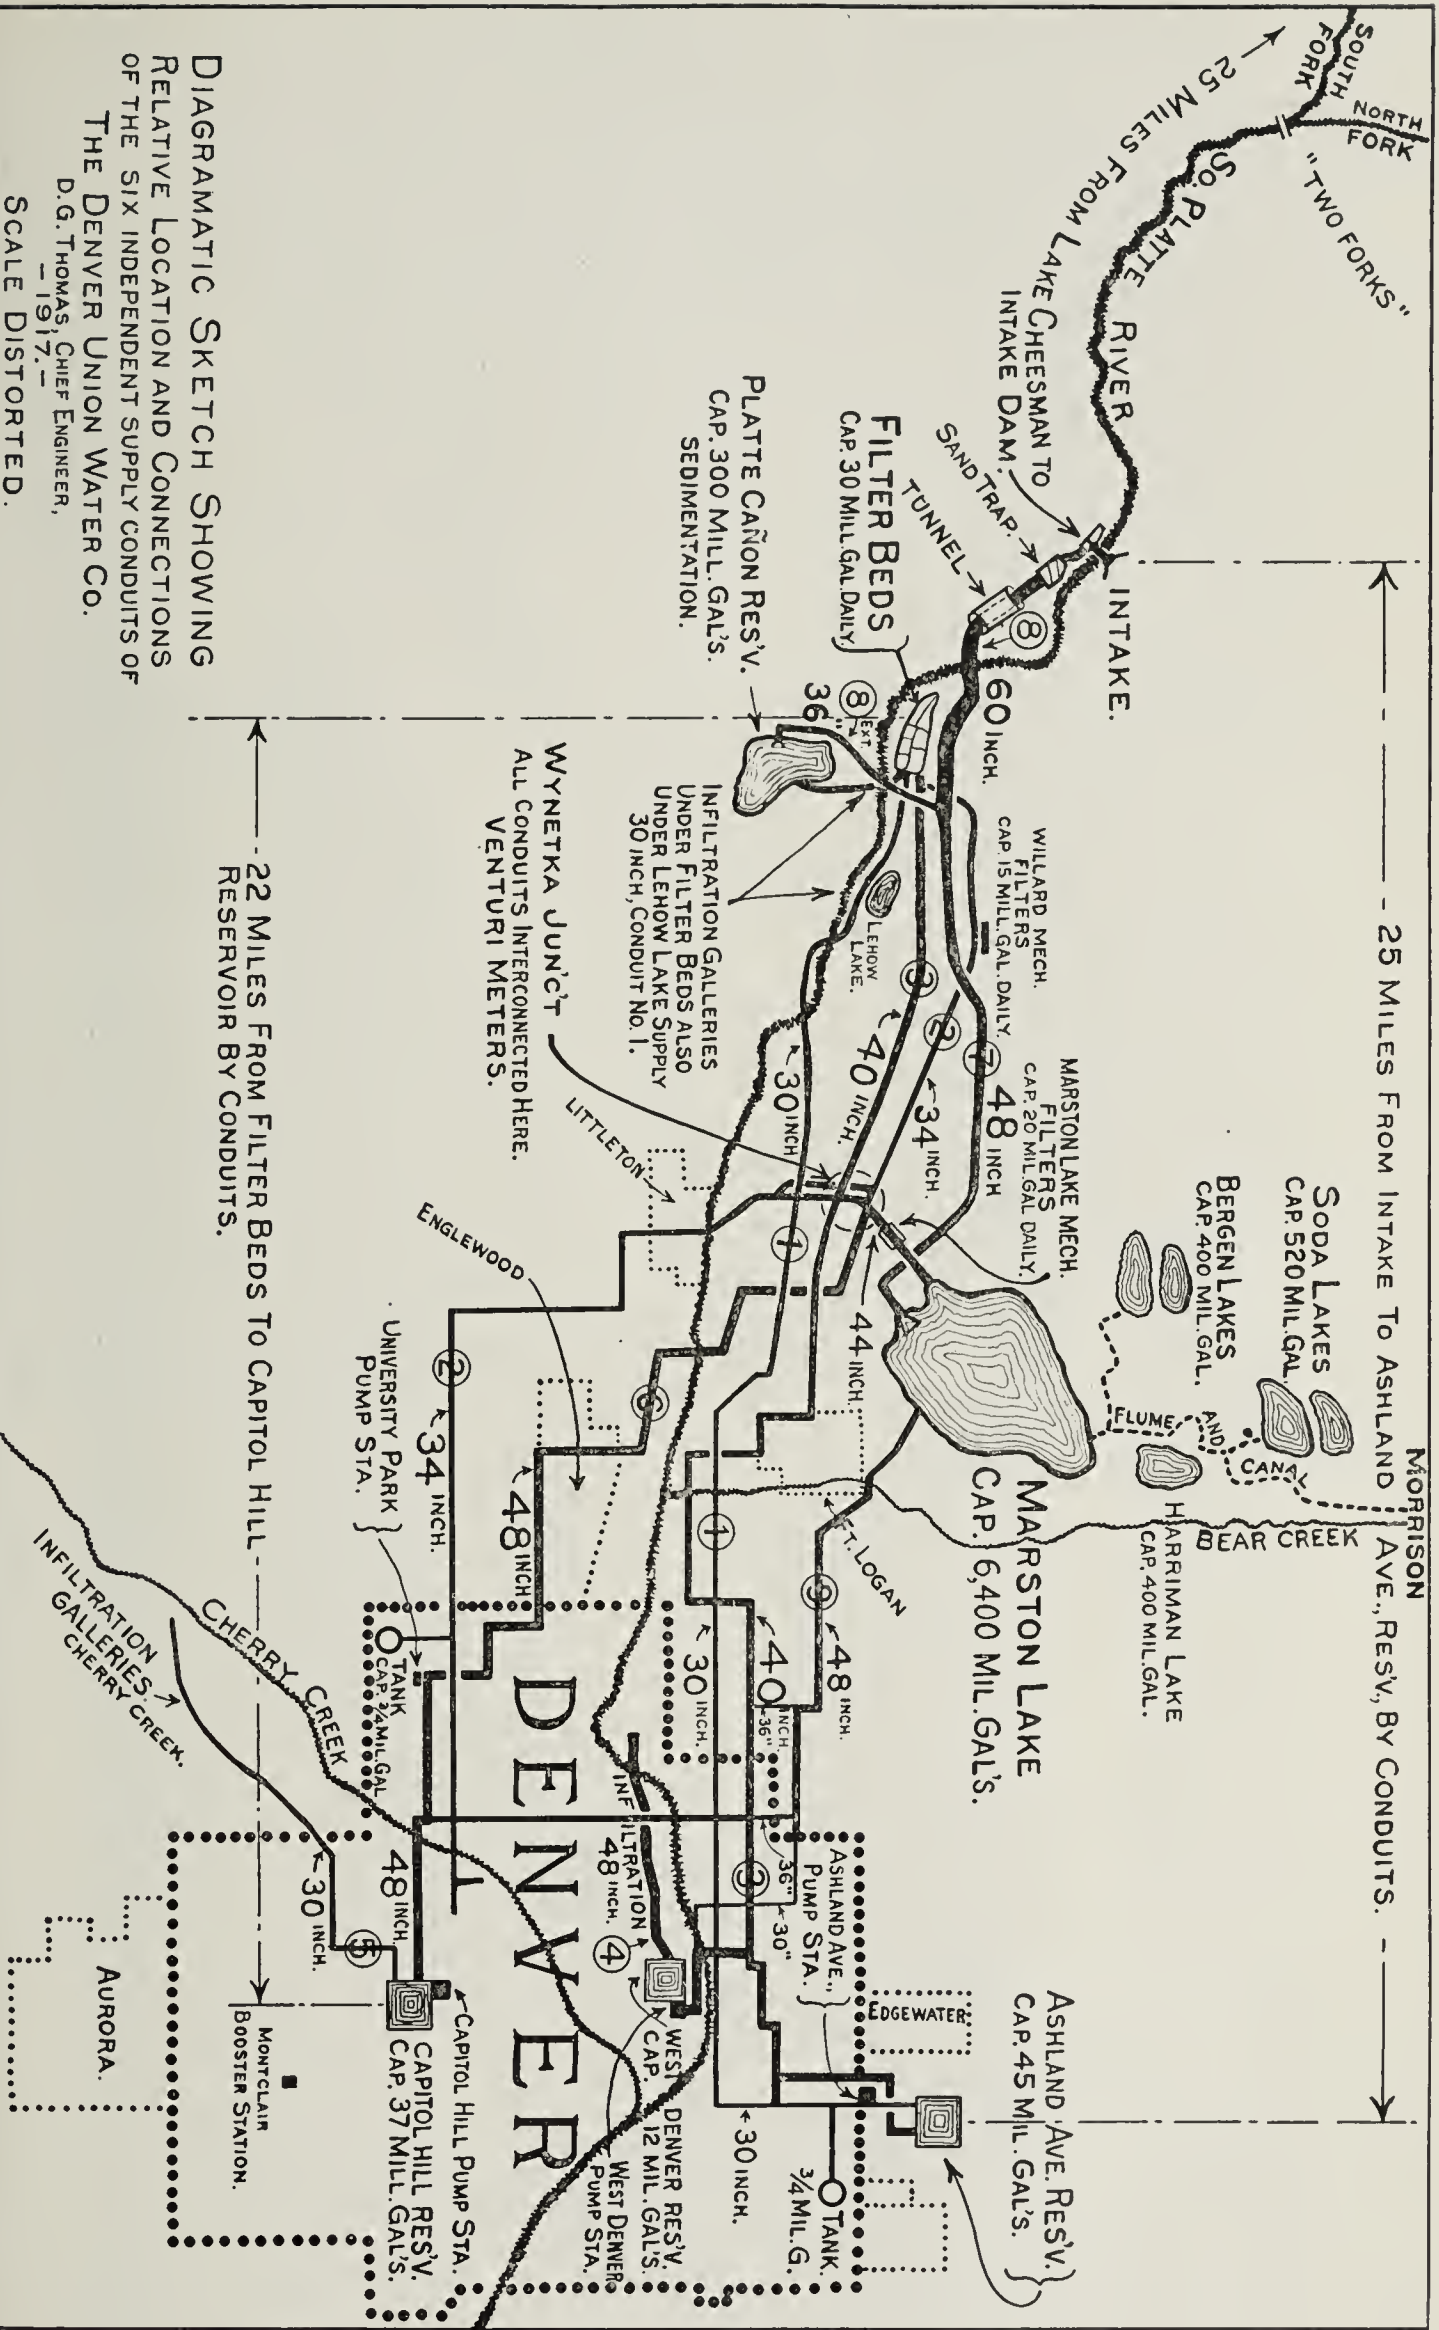 SOUTH
FORK
NORTH
FORK
"TWO FORKS"
SO. PLATTE RIVER
25 MILES FROM LAKE CHEESMAN TO
INTAKE DAM.
SAND TRAP.
TUNNEL
INTAKE.
25 MILES FROM INTAKE TO ASHLAND AVE., RES'V., BY CONDUITS.
MORRISON
SODA LAKES
CAP. 520 MIL. GAL.
BERGEN LAKES
CAP. 400 MIL. GAL.
FLUME AND CANAL
BEAR CREEK
HARRIMAN LAKE
CAP. 400 MIL. GAL.
MARSTON LAKE
CAP. 6,400 MIL. GAL'S.
FT. LOGAN
MARSTON LAKE MECH.
FILTERS
CAP. 20 MIL. GAL DAILY.
WILLARD MECH.
FILTERS
CAP. 15 MILL. GAL. DAILY.
FILTER BEDS
CAP. 30 MILL. GAL. DAILY.
8
60 INCH.
8 EXT.
36"
PLATTE CAÑON RES'V.
CAP. 300 MILL. GAL'S.
SEDIMENTATION.
LEHOW
LAKE.
INFILTRATION GALLERIES
UNDER FILTER BEDS ALSO
UNDER LEHOW LAKE SUPPLY
30 INCH, CONDUIT NO. 1.
WYNETKA JUN'C'T
ALL CONDUITS INTERCONNECTED HERE.
VENTURI METERS.
3
2
7
40 INCH.
34 INCH.
48 INCH
30 INCH
1
44 INCH.
LITTLETON
ENGLEWOOD
2
34 INCH.
6
48 INCH
1
9
48 INCH.
40 INCH.
36"
30 INCH.
UNIVERSITY PARK
PUMP STA.
TANK
CAP. 3/4 MIL. GAL
CHERRY CREEK
INFILTRATION
GALLERIES.
CHERRY CREEK.
DENVER
INFILTRATION
48 INCH.
4
3
36"
30"
ASHLAND AVE.,
PUMP STA.
EDGEWATER
ASHLAND AVE. RES'V.
CAP. 45 MIL. GAL'S.
TANK.
3/4 MIL. G.
30 INCH.
WEST DENVER RES'V.
CAP. 12 MIL. GAL'S.
WEST DENVER
PUMP STA.
CAPITOL HILL PUMP STA.
CAPITOL HILL RES'V.
CAP. 37 MILL. GAL'S.
48 INCH.
5
30 INCH.
MONTCLAIR
BOOSTER STATION.
AURORA.
22 MILES FROM FILTER BEDS TO CAPITOL HILL
RESERVOIR BY CONDUITS.
DIAGRAMATIC SKETCH SHOWING
RELATIVE LOCATION AND CONNECTIONS
OF THE SIX INDEPENDENT SUPPLY CONDUITS OF
THE DENVER UNION WATER CO.
D. G. THOMAS, CHIEF ENGINEER,
- 1917. -
SCALE DISTORTED.